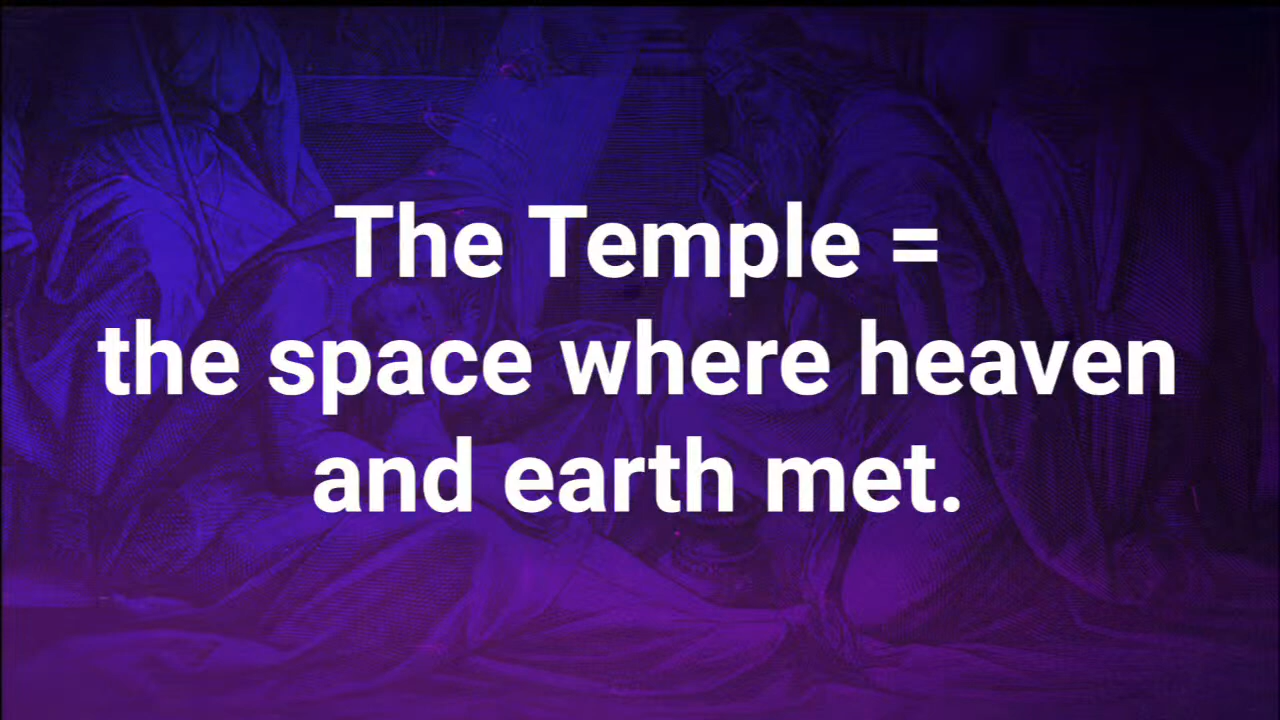 The Temple =
the space where heaven
and earth met.